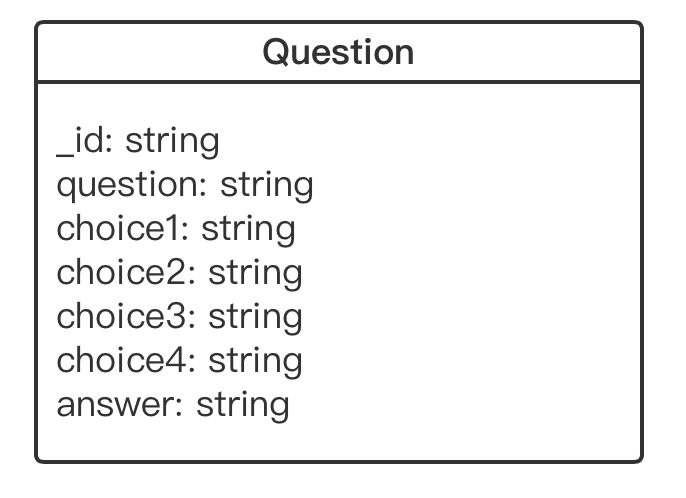 Question
_id: string
question: string
choice1: string
choice2: string
choice3: string
choice4: string
answer: string